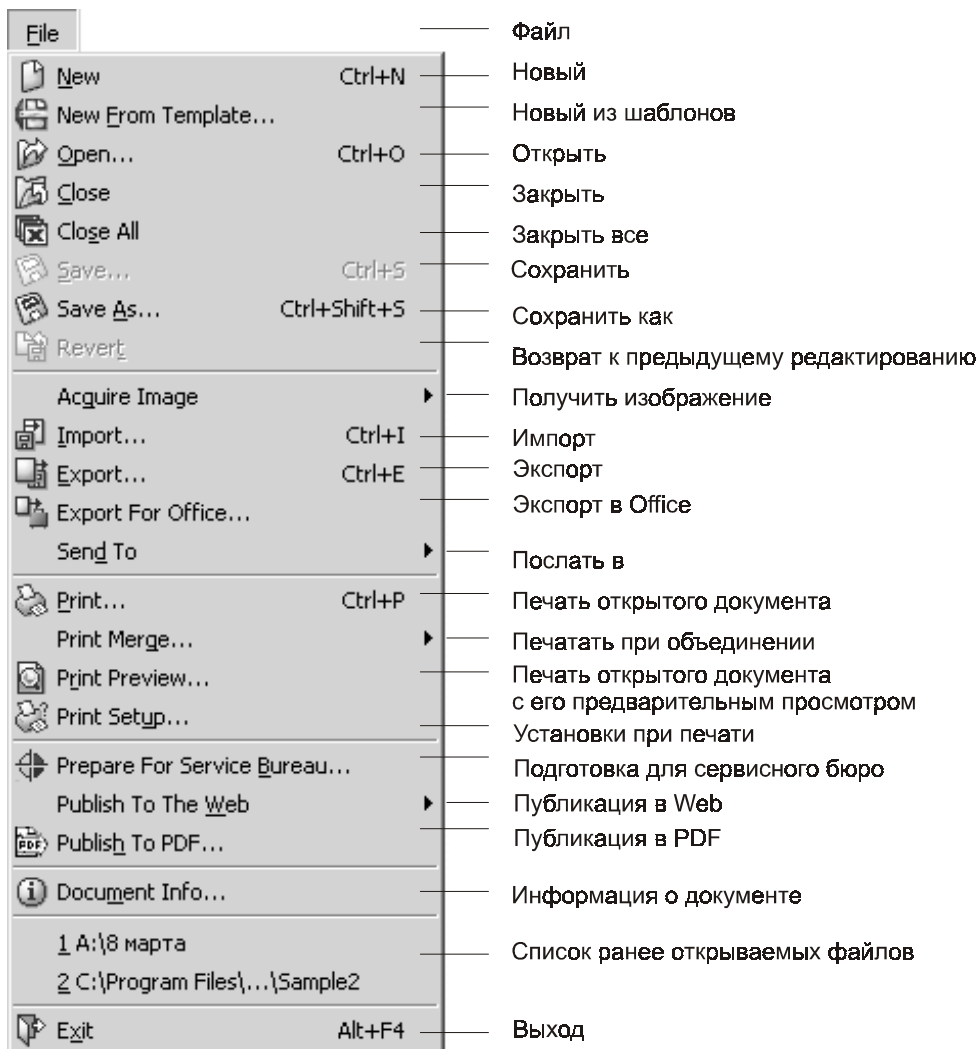 File Файл
New Ctrl+N Новый
New From Template... Новый из шаблонов
Open... Ctrl+O Открыть
Close Закрыть
Close All Закрыть все
Save... Ctrl+S Сохранить
Save As... Ctrl+Shift+S Сохранить как
Revert Возврат к предыдущему редактированию
Acquire Image Получить изображение
Import... Ctrl+I Импорт
Export... Ctrl+E Экспорт
Export For Office... Экспорт в Office
Send To Послать в
Print... Ctrl+P Печать открытого документа
Print Merge... Печатать при объединении
Print Preview... Печать открытого документа
с его предварительным просмотром
Print Setup... Установки при печати
Prepare For Service Bureau... Подготовка для сервисного бюро
Publish To The Web Публикация в Web
PDF Publish To PDF... Публикация в PDF
Document Info... Информация о документе
1 A:\8 марта Список ранее открываемых файлов
2 C:\Program Files\...\Sample2
Exit Alt+F4 Выход